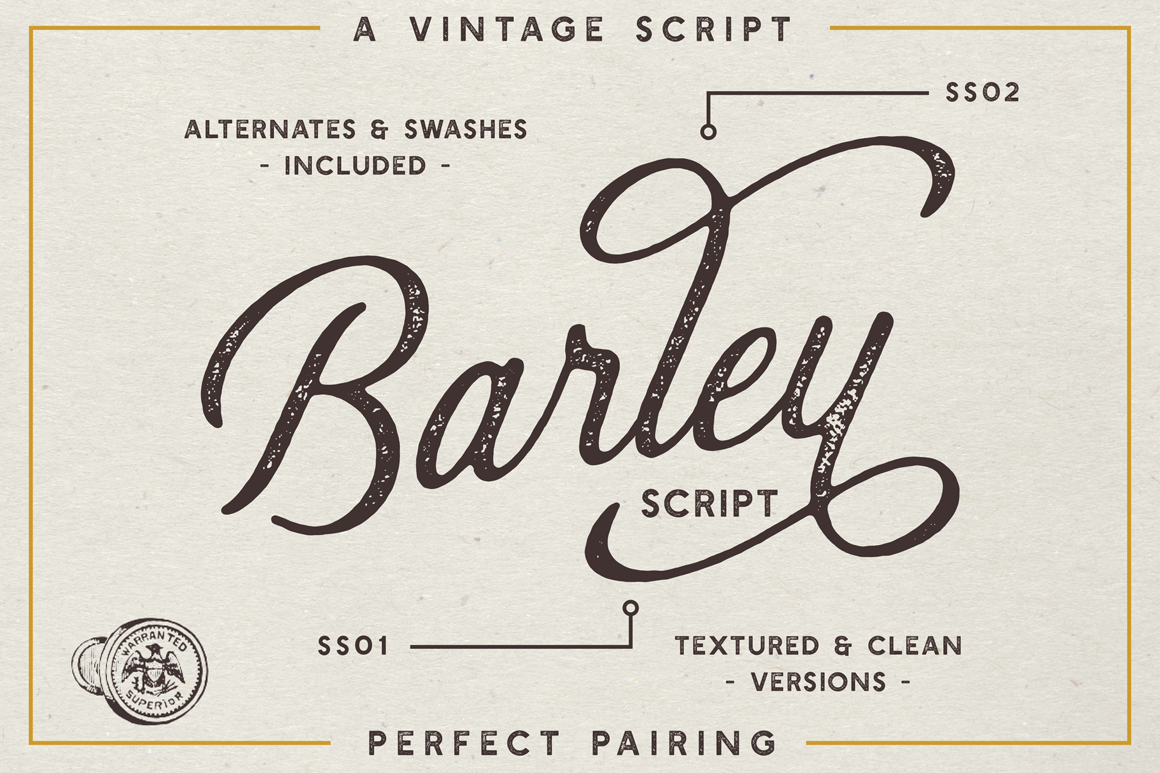 A VINTAGE SCRIPT
SS02
ALTERNATES & SWASHES
- INCLUDED -
Barley
SCRIPT
WARRANTED
SUPERIOR
SS01
TEXTURED & CLEAN
- VERSIONS -
PERFECT PAIRING